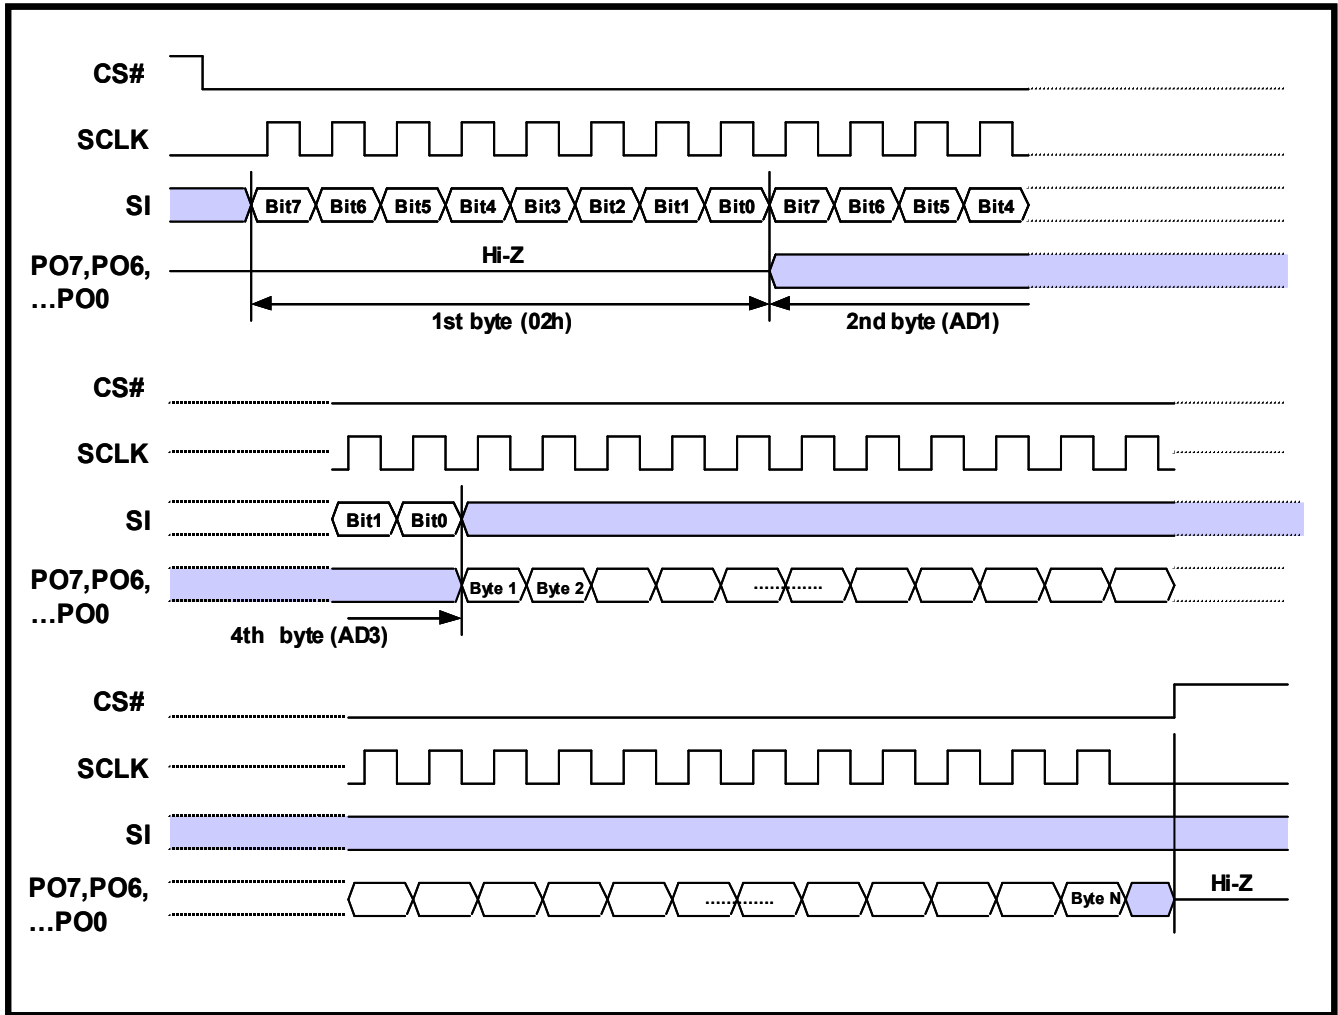 CS#
SCLK
SI Bit7 Bit6 Bit5 Bit4 Bit3 Bit2 Bit1 Bit0 Bit7 Bit6 Bit5 Bit4
Hi-Z
PO7,PO6,
...PO0
1st byte (02h) 2nd byte (AD1)
CS#
SCLK
SI Bit1 Bit0
PO7,PO6, Byte 1 Byte 2 ..............
...PO0
4th byte (AD3)
CS#
SCLK
SI
PO7,PO6, .............. Byte N Hi-Z
...PO0